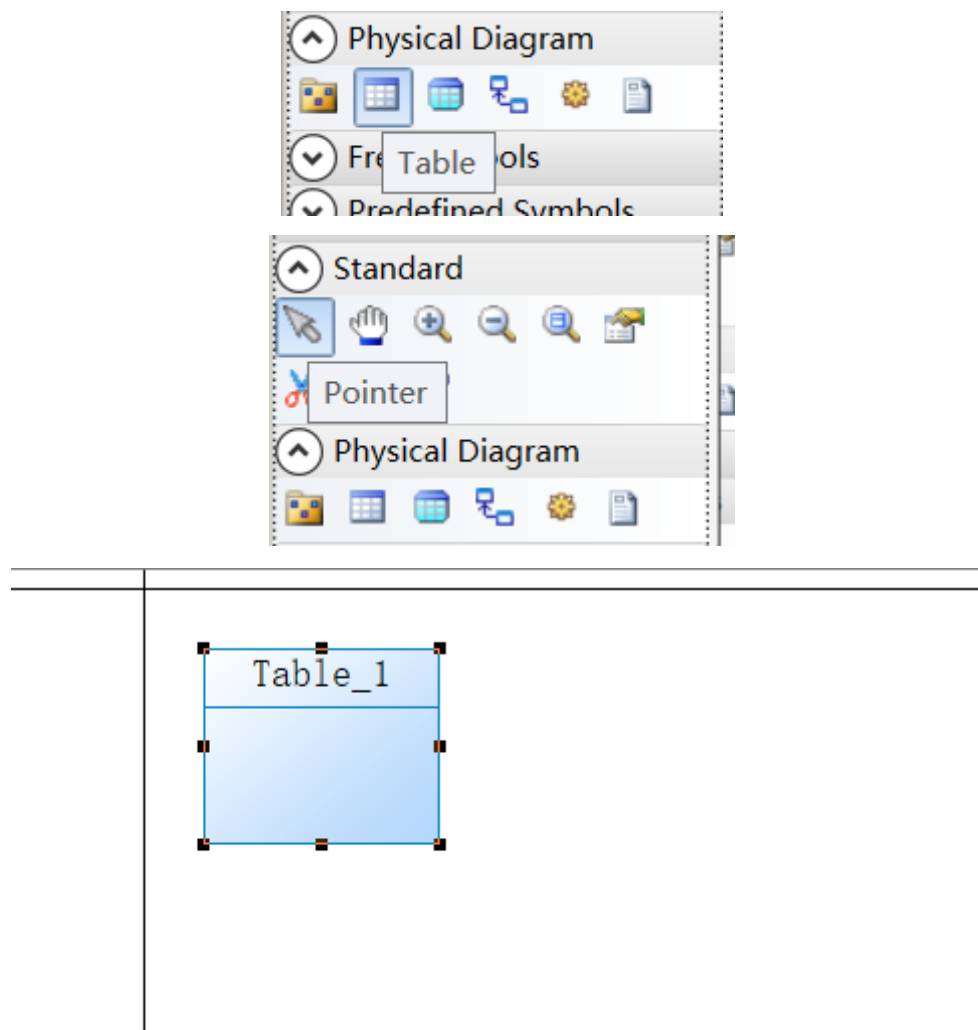 Physical Diagram
Table
Predefined Symbols
Standard
Pointer
Physical Diagram
Table_1